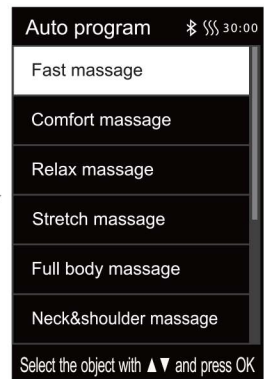 Auto program 30:00
Fast massage
Comfort massage
Relax massage
Stretch massage
Full body massage
Neck&shoulder massage
Select the object with ▲▼ and press OK